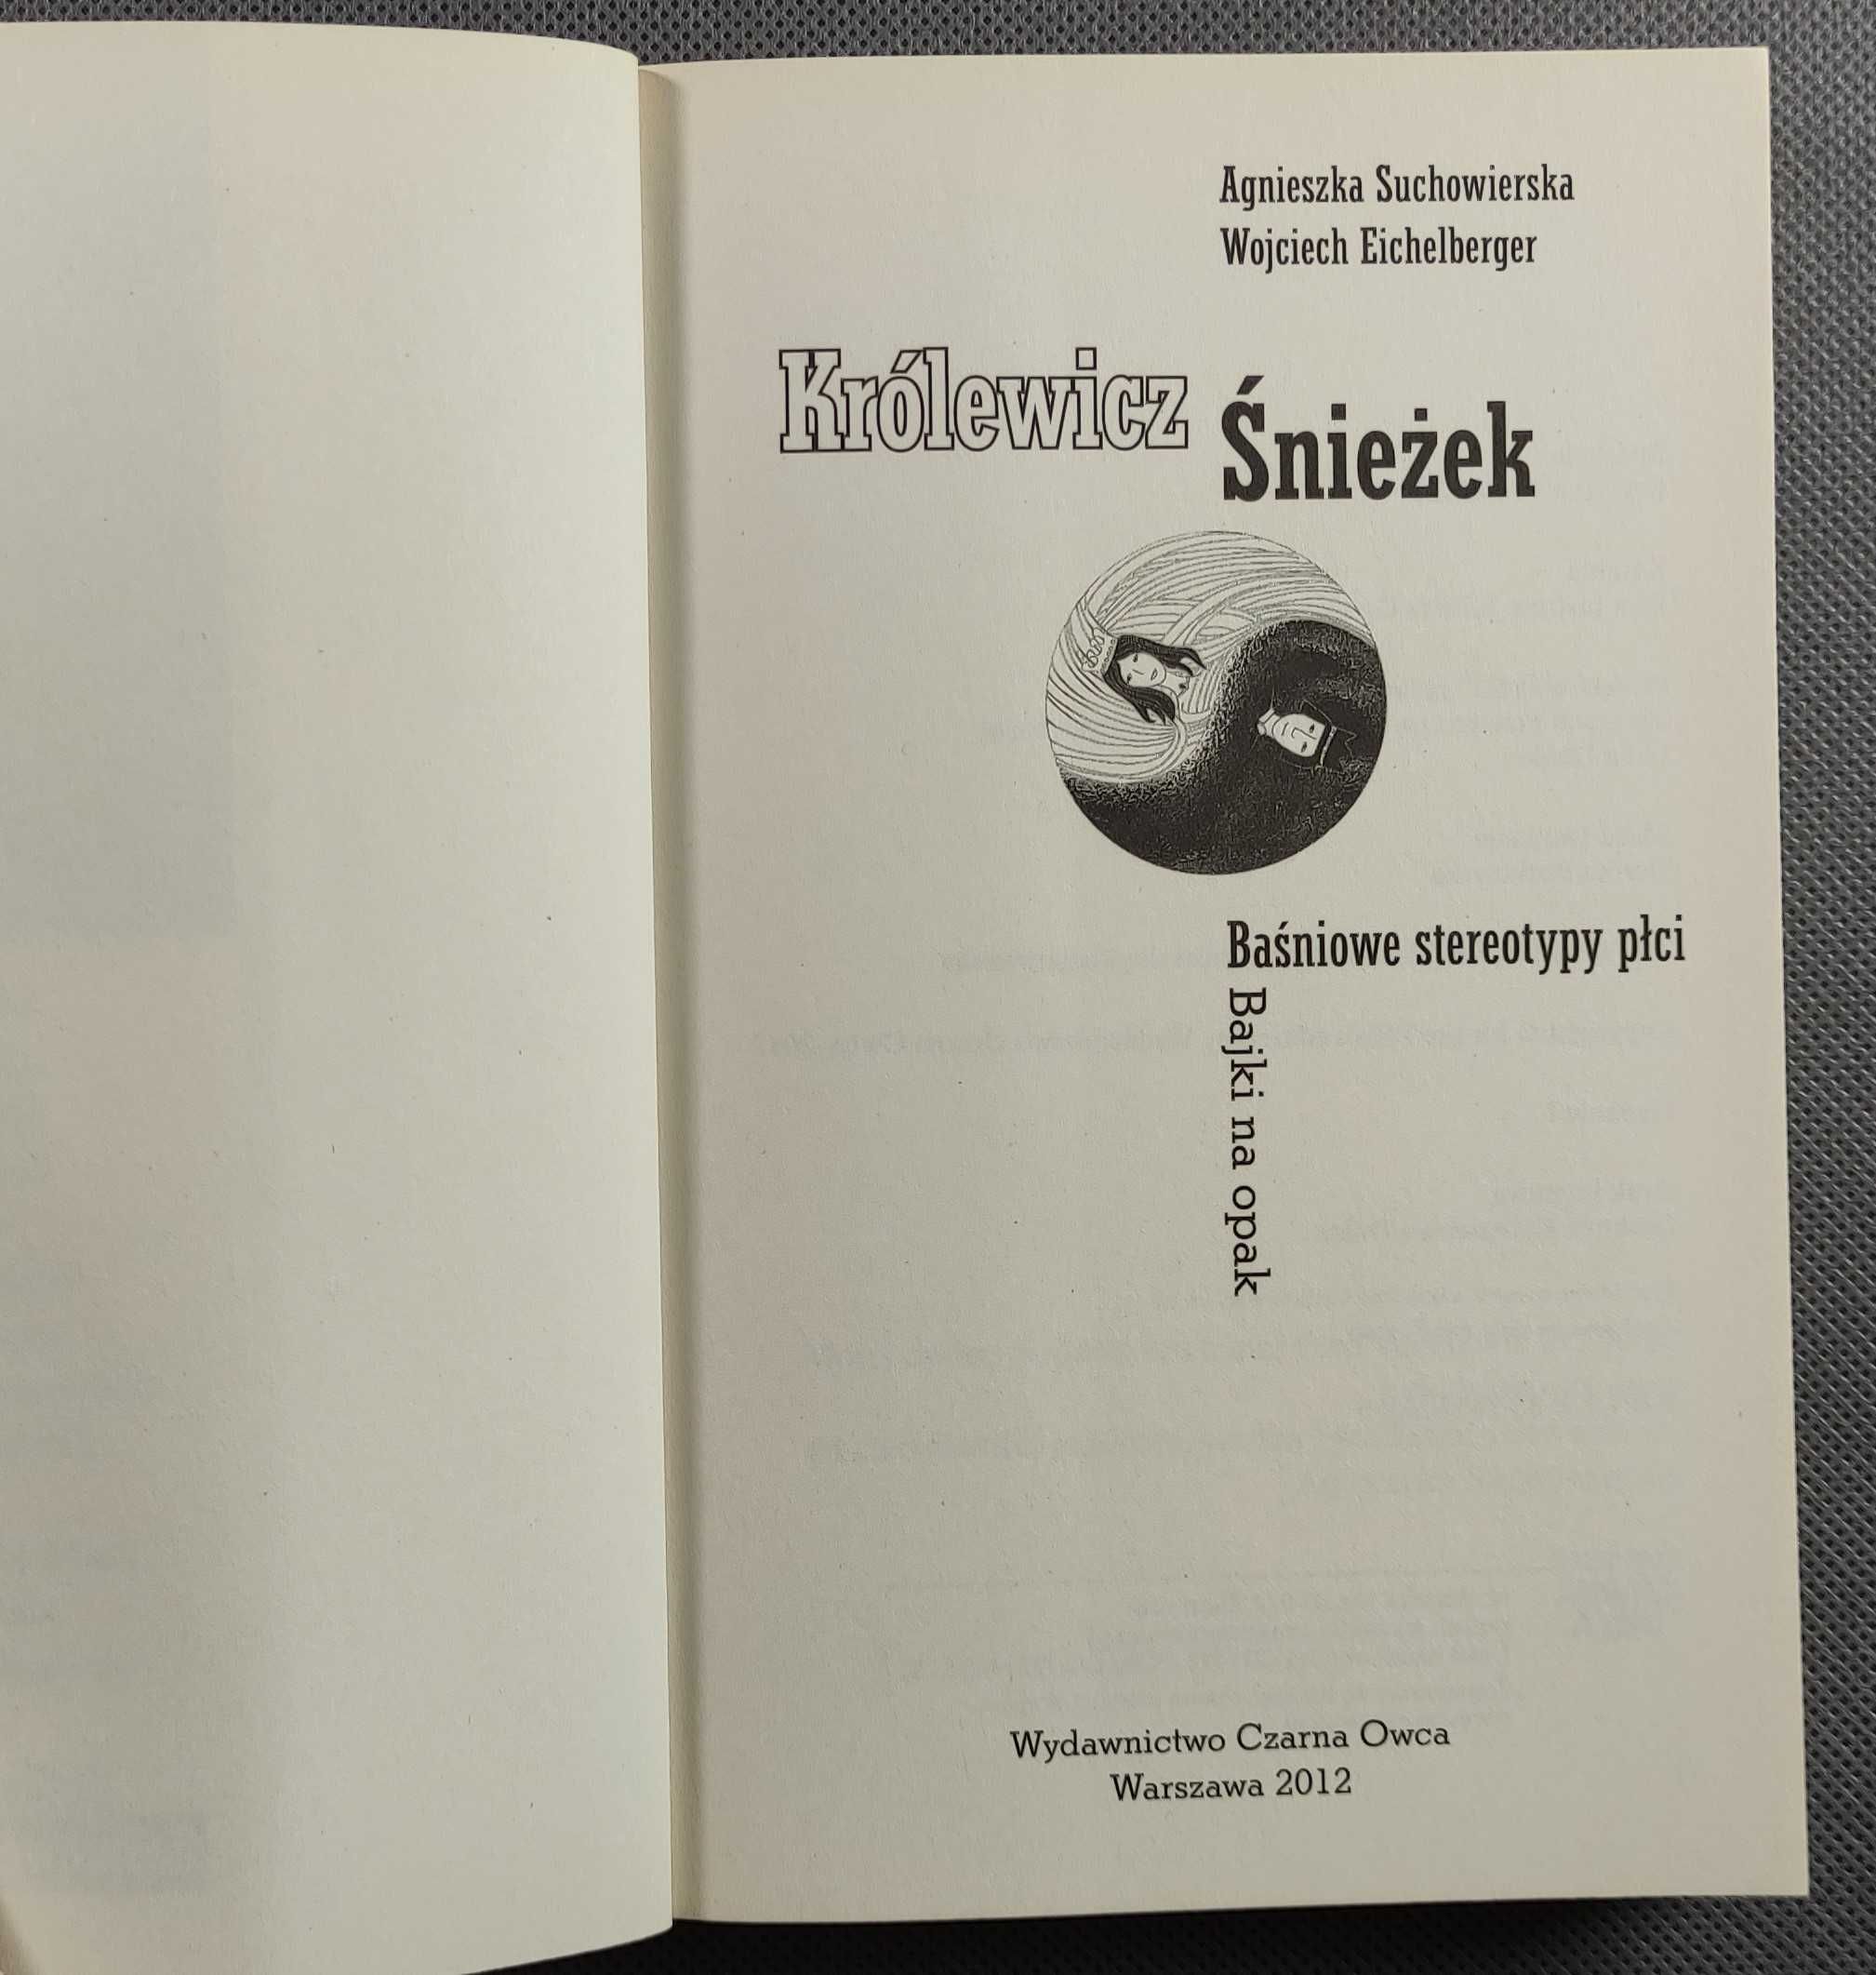 Agnieszka Suchowierska
Wojciech Eichelberger
Królewicz Śnieżek
Baśniowe stereotypy płci
Bajki na opak
Wydawnictwo Czarna Owca
Warszawa 2012